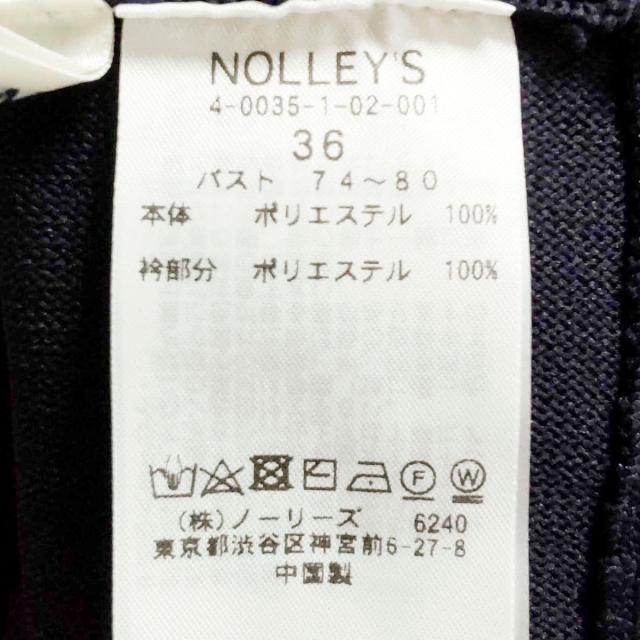 NOLLEY'S
4-0035-1-02-001
36
バスト 74～80
本体 ポリエステル 100%
衿部分 ポリエステル 100%
F W
(株)ノーリーズ 6240
東京都渋谷区神宮前6-27-8
中国製